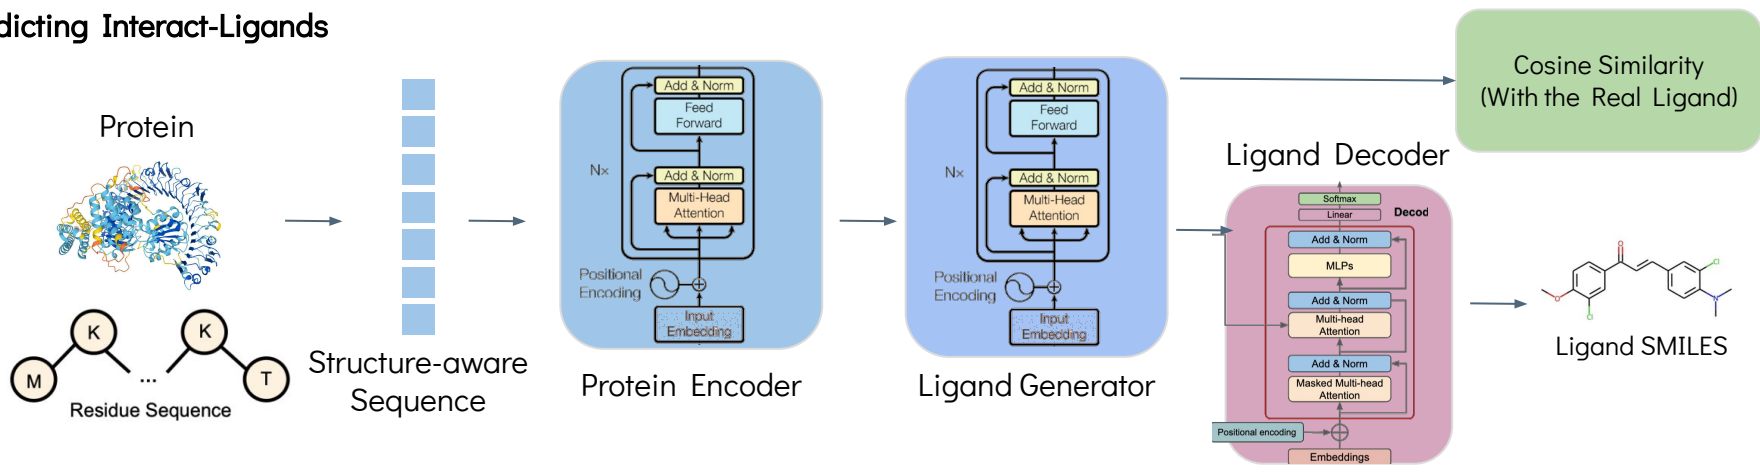 dicting Interact-Ligands
Protein
K
K
M
...
T
Residue Sequence
Structure-aware
Sequence
Add & Norm
Feed
Forward
N×
Add & Norm
Multi-Head
Attention
Positional
Encoding
Input
Embedding
Protein Encoder
Add & Norm
Feed
Forward
N×
Add & Norm
Multi-Head
Attention
Positional
Encoding
Input
Embedding
Ligand Generator
Cosine Similarity
(With the Real Ligand)
Ligand Decoder
Softmax
Linear
Decod
Add & Norm
MLPs
Add & Norm
Multi-head
Attention
Add & Norm
Masked Multi-head
Attention
Positional encoding
Embeddings
O
Cl
O
Cl
N
Ligand SMILES